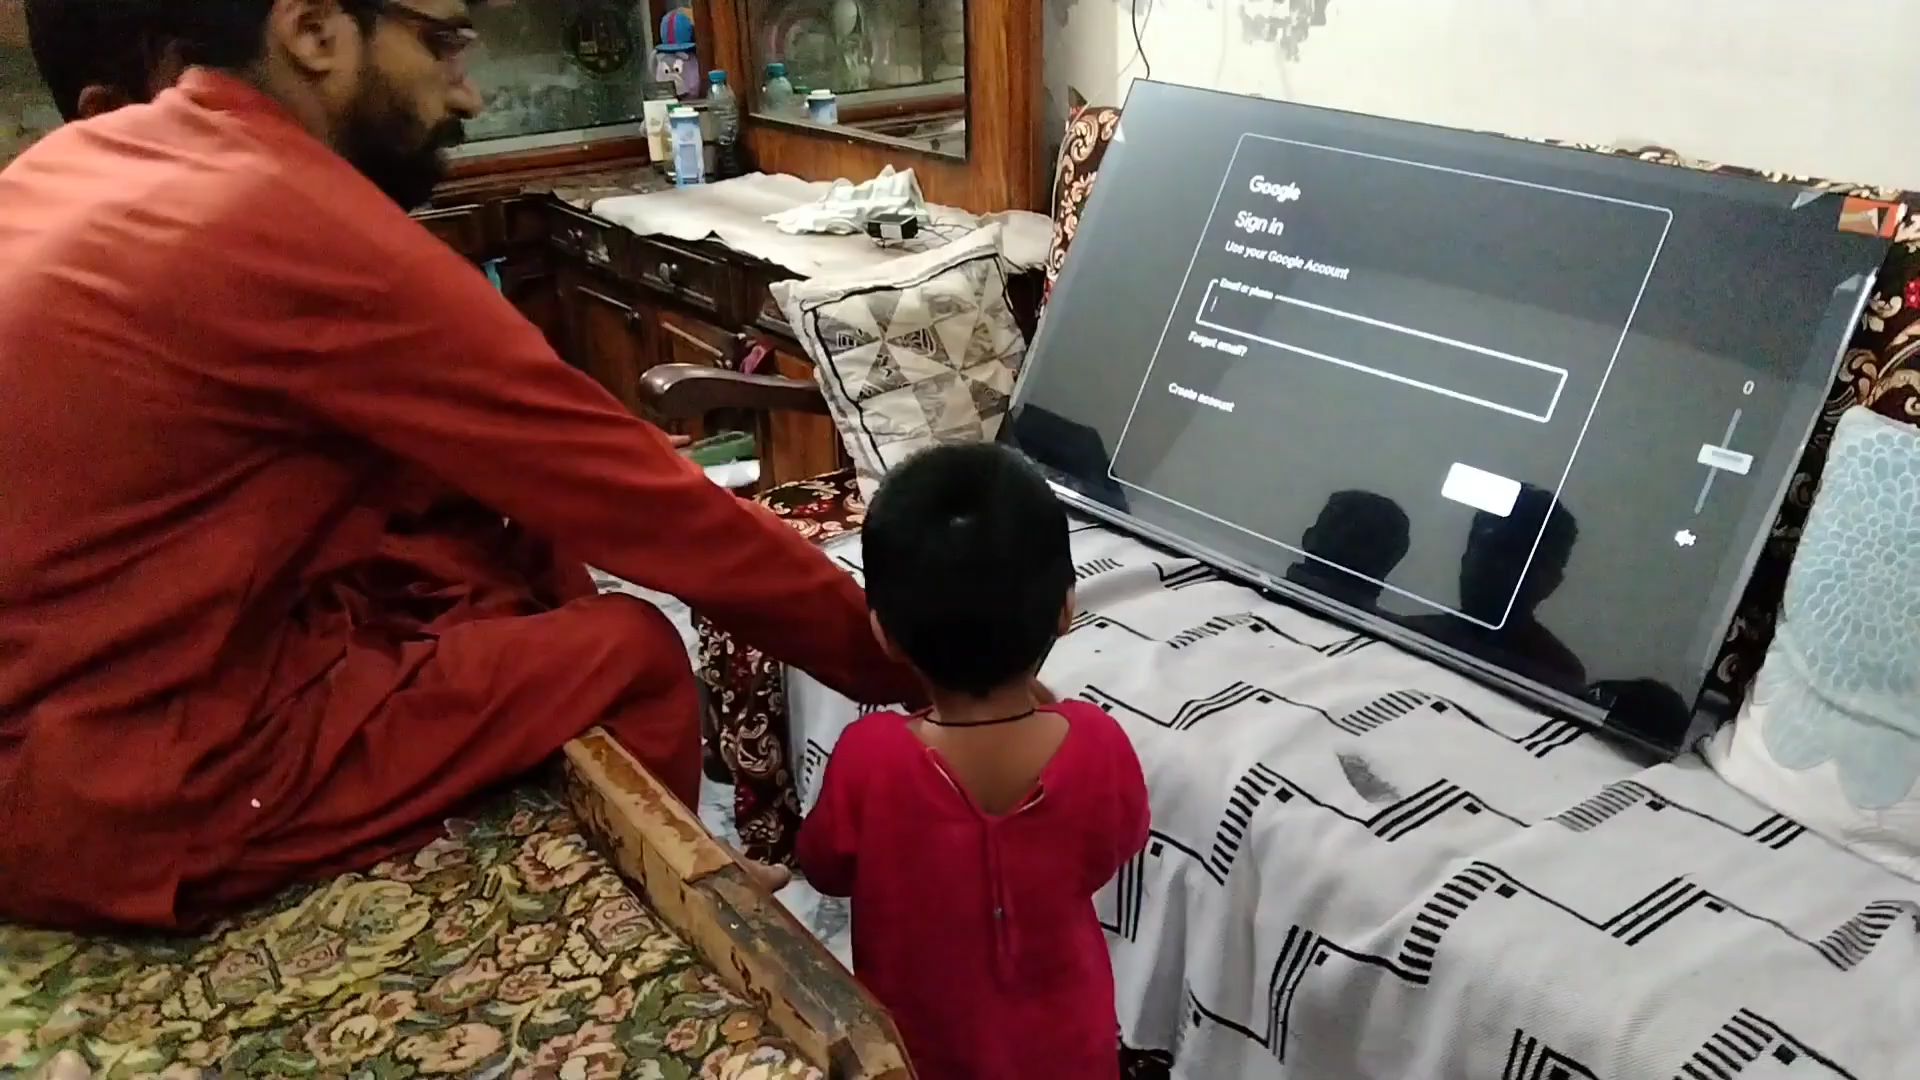 Google
Sign in
Use your Google Account
Email or phone
Forgot email?
Create account
0